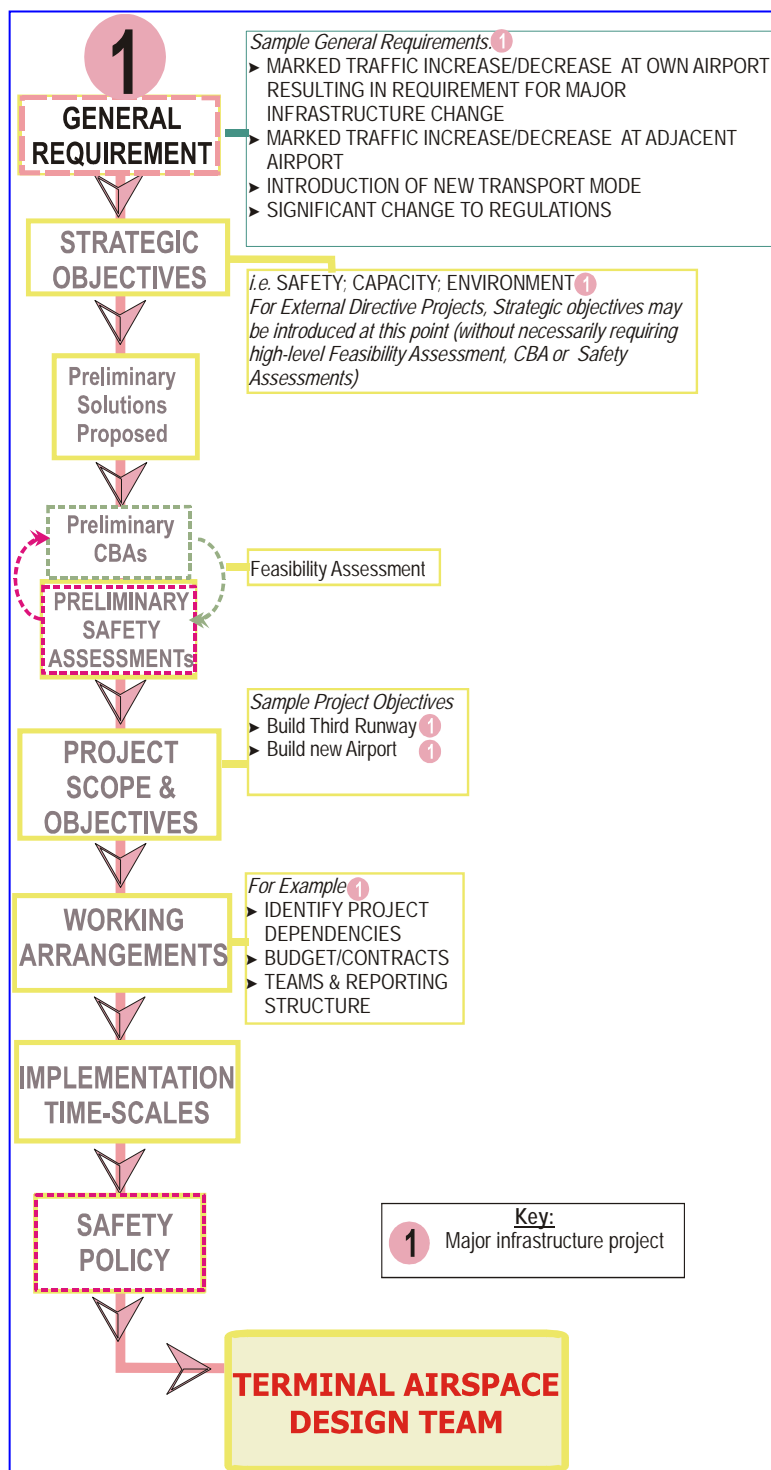 1
GENERAL
REQUIREMENT
Sample General Requirements: 1
➤ MARKED TRAFFIC INCREASE/DECREASE AT OWN AIRPORT
RESULTING IN REQUIREMENT FOR MAJOR
INFRASTRUCTURE CHANGE
➤ MARKED TRAFFIC INCREASE/DECREASE AT ADJACENT
AIRPORT
➤ INTRODUCTION OF NEW TRANSPORT MODE
➤ SIGNIFICANT CHANGE TO REGULATIONS
STRATEGIC
OBJECTIVES
i.e. SAFETY; CAPACITY; ENVIRONMENT 1
For External Directive Projects, Strategic objectives may
be introduced at this point (without necessarily requiring
high-level Feasibility Assessment, CBA or Safety
Assessments)
Preliminary
Solutions
Proposed
Preliminary
CBAs
Feasibility Assessment
PRELIMINARY
SAFETY
ASSESSMENTs
PROJECT
SCOPE &
OBJECTIVES
Sample Project Objectives
➤ Build Third Runway 1
➤ Build new Airport 1
WORKING
ARRANGEMENTS
For Example 1
➤ IDENTIFY PROJECT
DEPENDENCIES
➤ BUDGET/CONTRACTS
➤ TEAMS & REPORTING
STRUCTURE
IMPLEMENTATION
TIME-SCALES
SAFETY
POLICY
Key:
1 Major infrastructure project
TERMINAL AIRSPACE
DESIGN TEAM